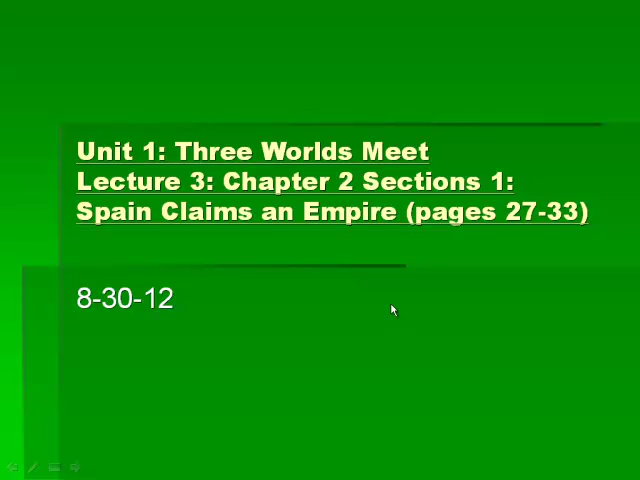 Unit 1: Three Worlds Meet
Lecture 3: Chapter 2 Sections 1:
Spain Claims an Empire (pages 27-33)
8-30-12